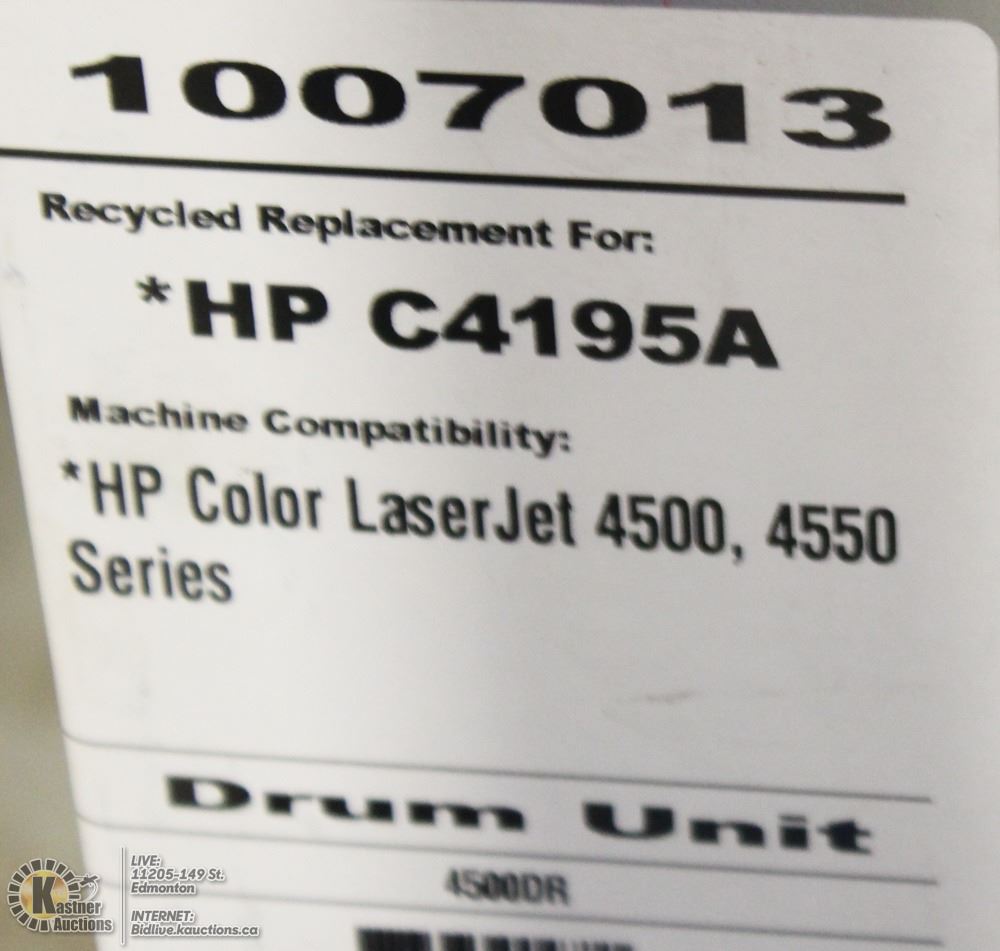 1007013
Recycled Replacement For:
*HP C4195A
Machine Compatibility:
*HP Color LaserJet 4500, 4550
Series
Drum Unit
4500DR
Kastner
Auctions
LIVE:
11205-149 St.
Edmonton
INTERNET:
Bidlive.kauctions.ca